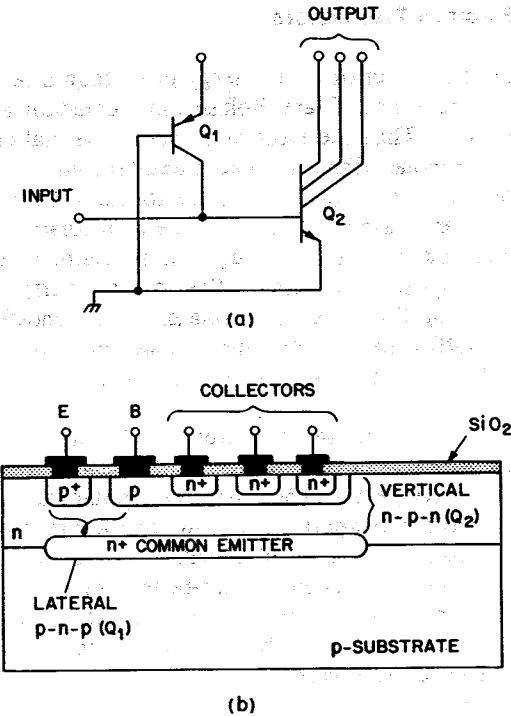 OUTPUT
Q1
INPUT
Q2
(a)
COLLECTORS
E
B
SiO2
p+
p
n+
n+
n+
VERTICAL
n-p-n (Q2)
n
n+ COMMON EMITTER
LATERAL
p-n-p (Q1)
p-SUBSTRATE
(b)